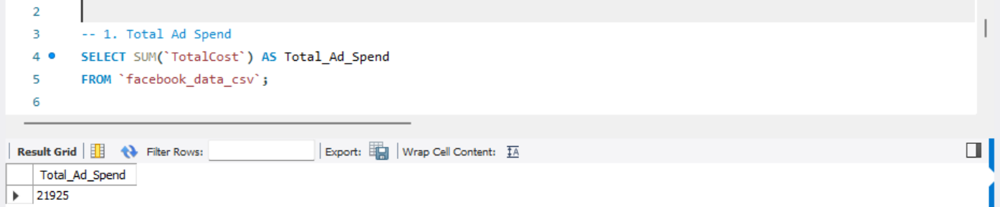 2
3 -- 1. Total Ad Spend
4 SELECT SUM(`TotalCost`) AS Total_Ad_Spend
5 FROM `facebook_data_csv`;
6
Result Grid Filter Rows: Export: Wrap Cell Content:
Total_Ad_Spend
21925